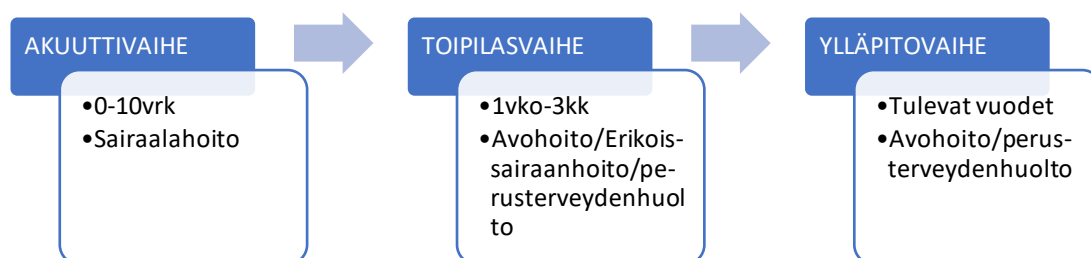 AKUUTTIVAIHE
•0-10vrk
•Sairaalahoito
TOIPILASVAIHE
•1vko-3kk
•Avohoito/Erikois-
sairaanhoito/pe-
rusterveydenhuol
to
YLLÄPITOVAIHE
•Tulevat vuodet
•Avohoito/perus-
terveydenhuolto